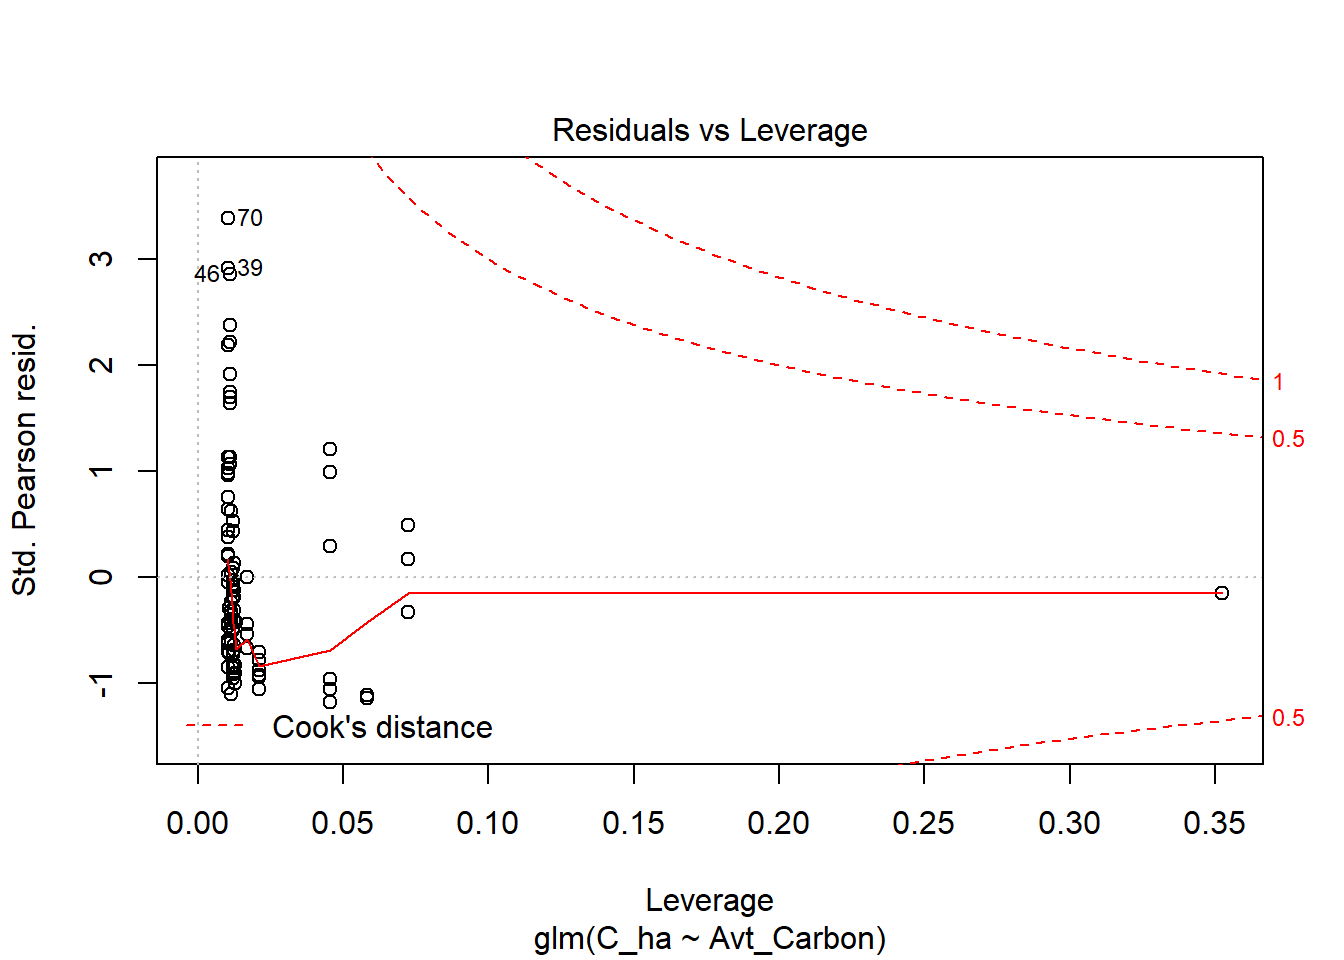 Residuals vs Leverage
Std. Pearson resid.
3
2
1
0
-1
70
46
39
1
0.5
0.5
Cook's distance
0.00 0.05 0.10 0.15 0.20 0.25 0.30 0.35
Leverage
glm(C_ha ~ Avt_Carbon)